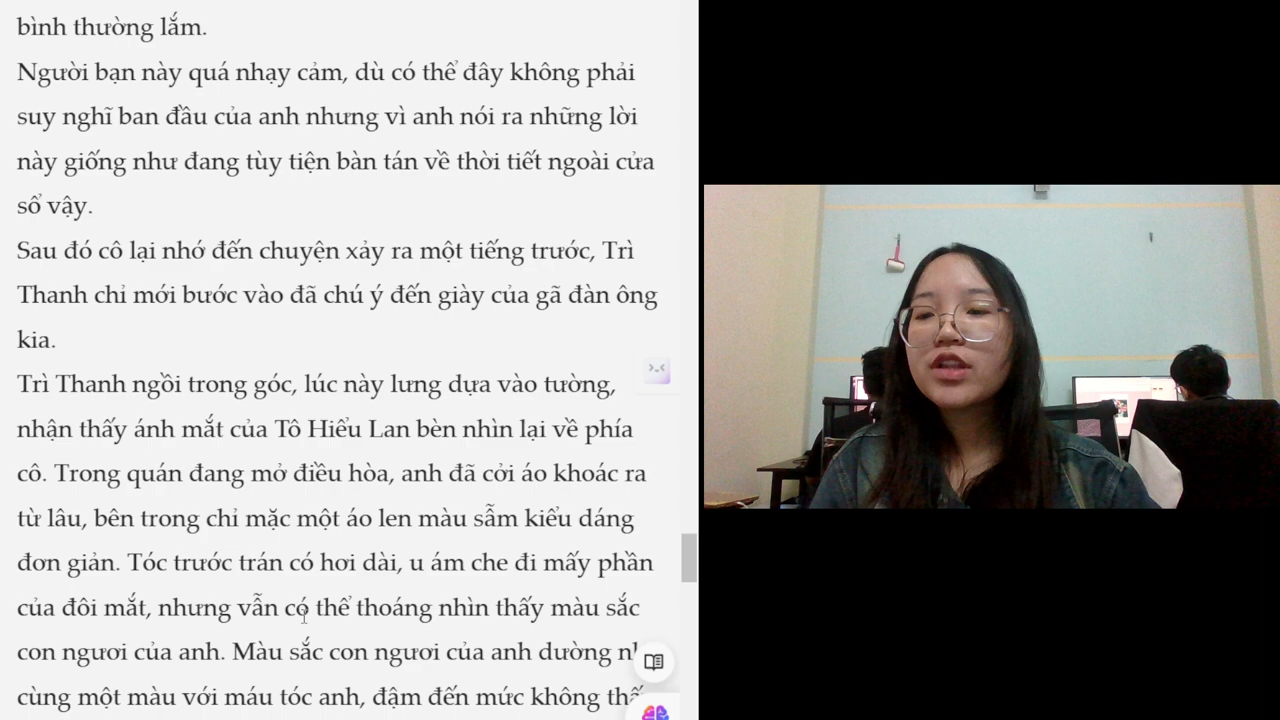 bình thường lắm.
Người bạn này quá nhạy cảm, dù có thể đây không phải
suy nghĩ ban đầu của anh nhưng vì anh nói ra những lời
này giống như đang tùy tiện bàn tán về thời tiết ngoài cửa
sổ vậy.
Sau đó cô lại nhớ đến chuyện xảy ra một tiếng trước, Trì
Thanh chỉ mới bước vào đã chú ý đến giày của gã đàn ông
kia.
Trì Thanh ngồi trong góc, lúc này lưng dựa vào tường,
nhận thấy ánh mắt của Tô Hiểu Lan bèn nhìn lại về phía
cô. Trong quán đang mở điều hòa, anh đã cởi áo khoác ra
từ lâu, bên trong chỉ mặc một áo len màu sẫm kiểu dáng
đơn giản. Tóc trước trán có hơi dài, u ám che đi mấy phần
của đôi mắt, nhưng vẫn có thể thoáng nhìn thấy màu sắc
con ngươi của anh. Màu sắc con ngươi của anh dường
cùng một màu với máu tóc anh, đậm đến mức không